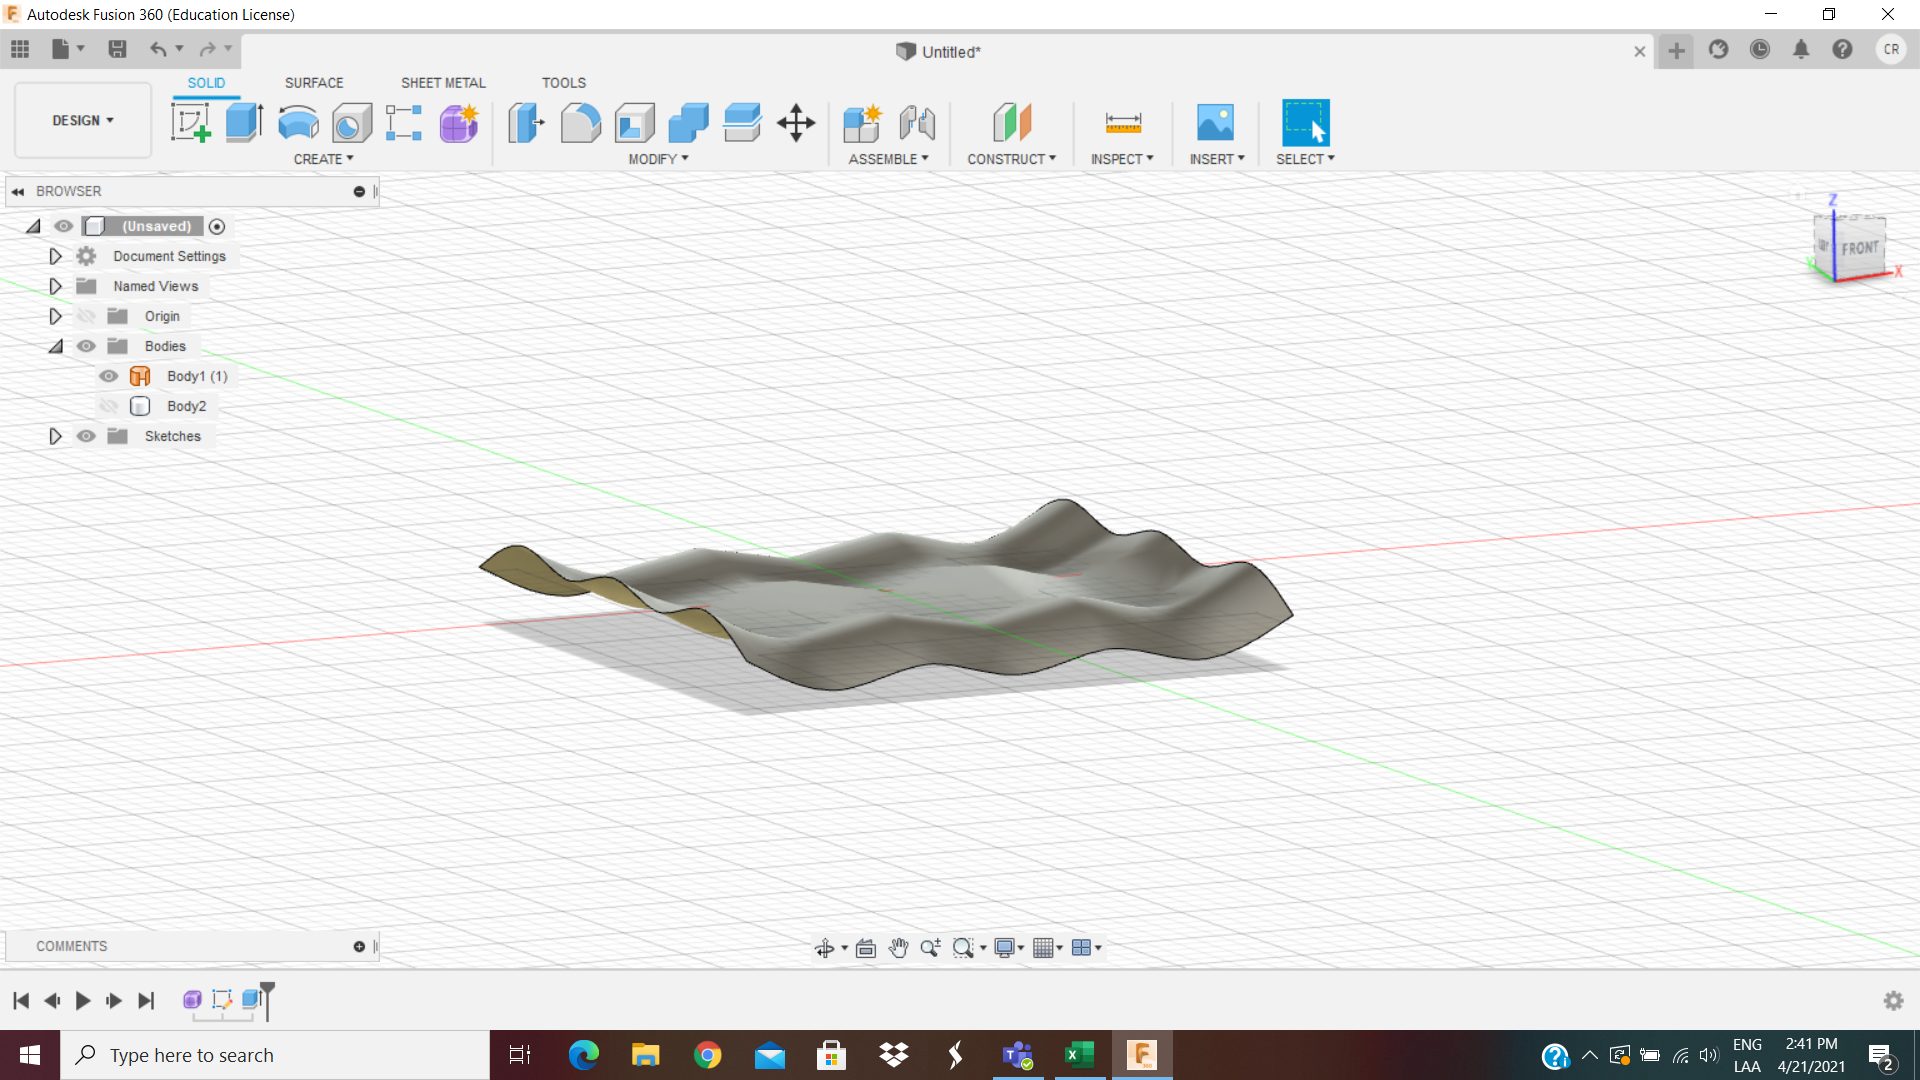 Autodesk Fusion 360 (Education License)
Untitled*
CR
SOLID SURFACE SHEET METAL TOOLS
DESIGN ▾
CREATE ▾ MODIFY ▾ ASSEMBLE ▾ CONSTRUCT ▾ INSPECT ▾ INSERT ▾ SELECT ▾
BROWSER
(Unsaved)
Document Settings
Named Views
Origin
Bodies
Body1 (1)
Body2
Sketches
Z
FRONT
Y
X
COMMENTS
Type here to search
ENG
LAA
2:41 PM
4/21/2021
2